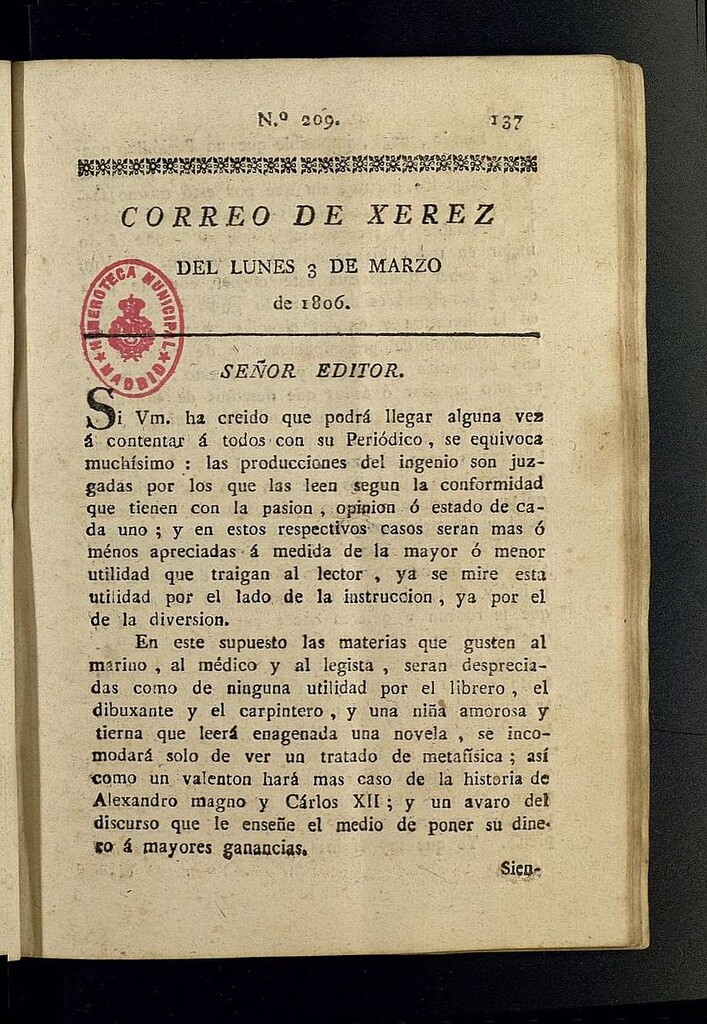 N.º 209. 137
CORREO DE XEREZ
DEL LUNES 3 DE MARZO
de 1806.
HEMEROTECA MUNICIPAL
MADRID
SEÑOR EDITOR.
Si Vm. ha creido que podrá llegar alguna vez
á contentar á todos con su Periódico , se equivoca
muchísimo : las producciones del ingenio son juz-
gadas por los que las leen segun la conformidad
que tienen con la pasion , opinion ó estado de ca-
da uno ; y en estos respectivos casos seran mas ó
ménos apreciadas á medida de la mayor ó menor
utilidad que traigan al lector , ya se mire esta
utilidad por el lado de la instruccion , ya por el
de la diversion.
En este supuesto las materias que gusten al
marino , al médico y al legista , seran desprecia-
das como de ninguna utilidad por el librero , el
dibuxante y el carpintero , y una niña amorosa y
tierna que leerá enagenada una novela , se inco-
modará solo de ver un tratado de metafísica ; así
como un valenton hará mas caso de la historia de
Alexandro magno y Cárlos XII ; y un avaro del
discurso que le enseñe el medio de poner su dine-
ro á mayores ganancias.
Sien-